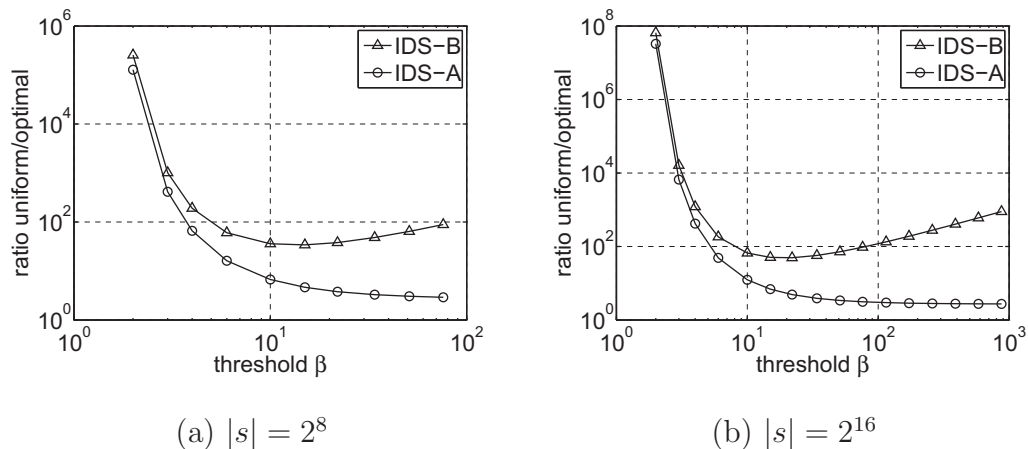 10^6
10^4
10^2
10^0
ratio uniform/optimal
IDS−B
IDS−A
10^0
10^1
10^2
threshold β
(a) |s| = 2^8
10^8
10^6
10^4
10^2
10^0
ratio uniform/optimal
IDS−B
IDS−A
10^0
10^1
10^2
10^3
threshold β
(b) |s| = 2^16